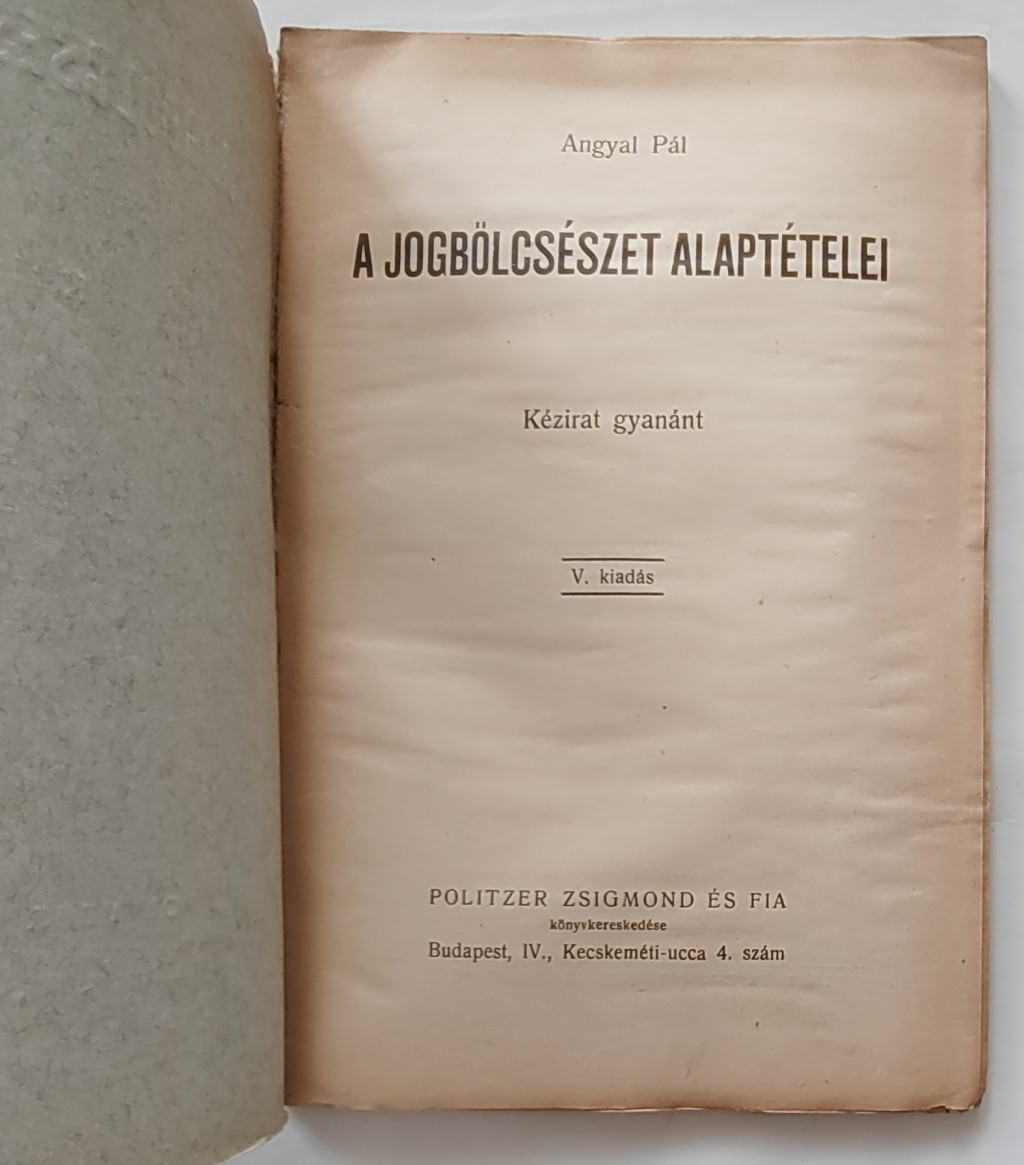 Angyal Pál
A JOGBÖLCSÉSZET ALAPTÉTELEI
Kézirat gyanánt
V. kiadás
POLITZER ZSIGMOND ÉS FIA
könyvkereskedése
Budapest, IV., Kecskeméti-ucca 4. szám